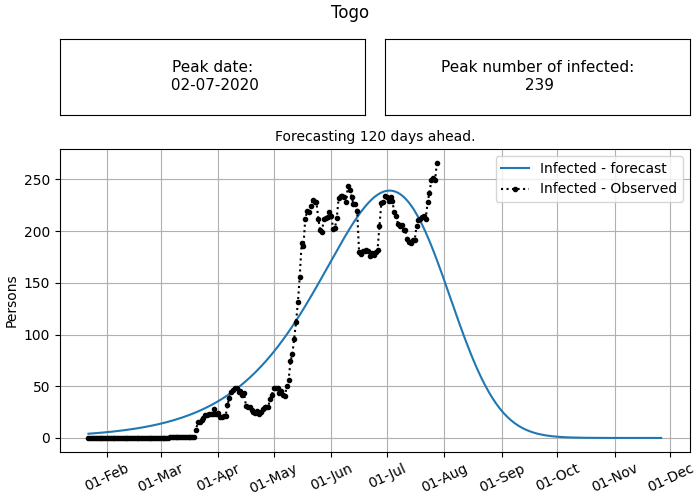 Togo
Peak date:
02-07-2020
Peak number of infected:
239
Forecasting 120 days ahead.
Infected - forecast
Infected - Observed
Persons
250
200
150
100
50
0
01-Feb
01-Mar
01-Apr
01-May
01-Jun
01-Jul
01-Aug
01-Sep
01-Oct
01-Nov
01-Dec